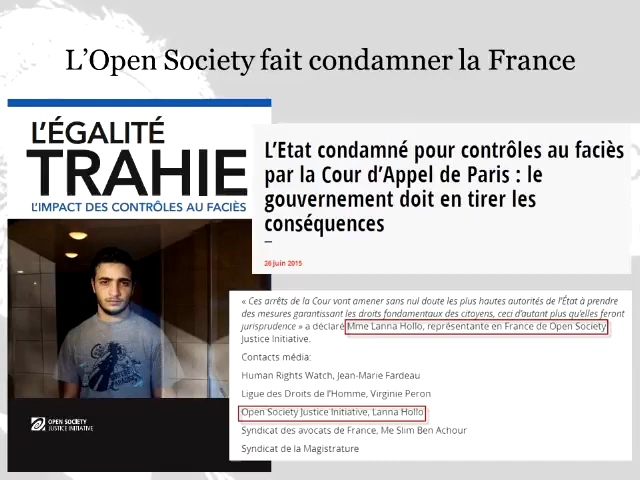 L'Open Society fait condamner la France
L'ÉGALITÉ
TRAHIE
L'IMPACT DES CONTRÔLES AU FACIÈS
OPEN SOCIETY
JUSTICE INITIATIVE
L'Etat condamné pour contrôles au faciès
par la Cour d'Appel de Paris : le
gouvernement doit en tirer les
conséquences
26 juin 2015
« Ces arrêts de la Cour vont amener sans nul doute les plus hautes autorités de l'État à prendre
des mesures garantissant les droits fondamentaux des citoyens, ceci d'autant plus qu'elles feront
jurisprudence » a déclaré Mme Lanna Hollo, représentante en France de Open Society
Justice Initiative.
Contacts média:
Human Rights Watch, Jean-Marie Fardeau
Ligue des Droits de l'Homme, Virginie Peron
Open Society Justice Initiative, Lanna Hollo
Syndicat des avocats de France, Me Slim Ben Achour
Syndicat de la Magistrature